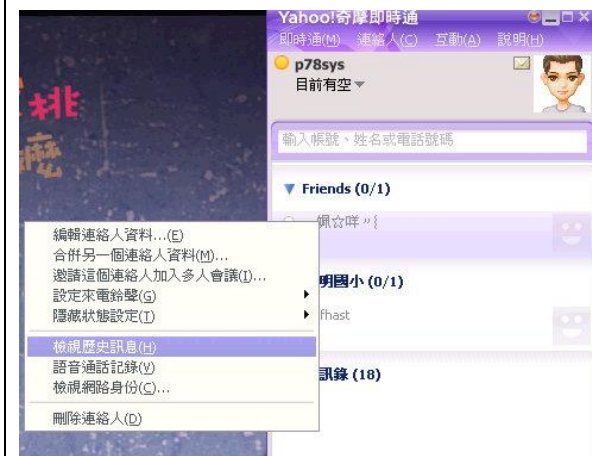 Yahoo!奇摩即時通
即時通(M) 連絡人(C) 互動(A) 說明(H)
p78sys
目前有空
輸入帳號、姓名或電話號碼
Friends (0/1)
編輯連絡人資料...(E)
合併另一個連絡人資料(M)...
邀請這個連絡人加入多人會議(I)...
設定來電鈴聲(G)
隱藏狀態設定(T)
檢視歷史訊息(H)
語音通話記錄(V)
檢視網路身份(C)...
刪除連絡人(D)
明國小 (0/1)
fhast
訊錄 (18)
桃